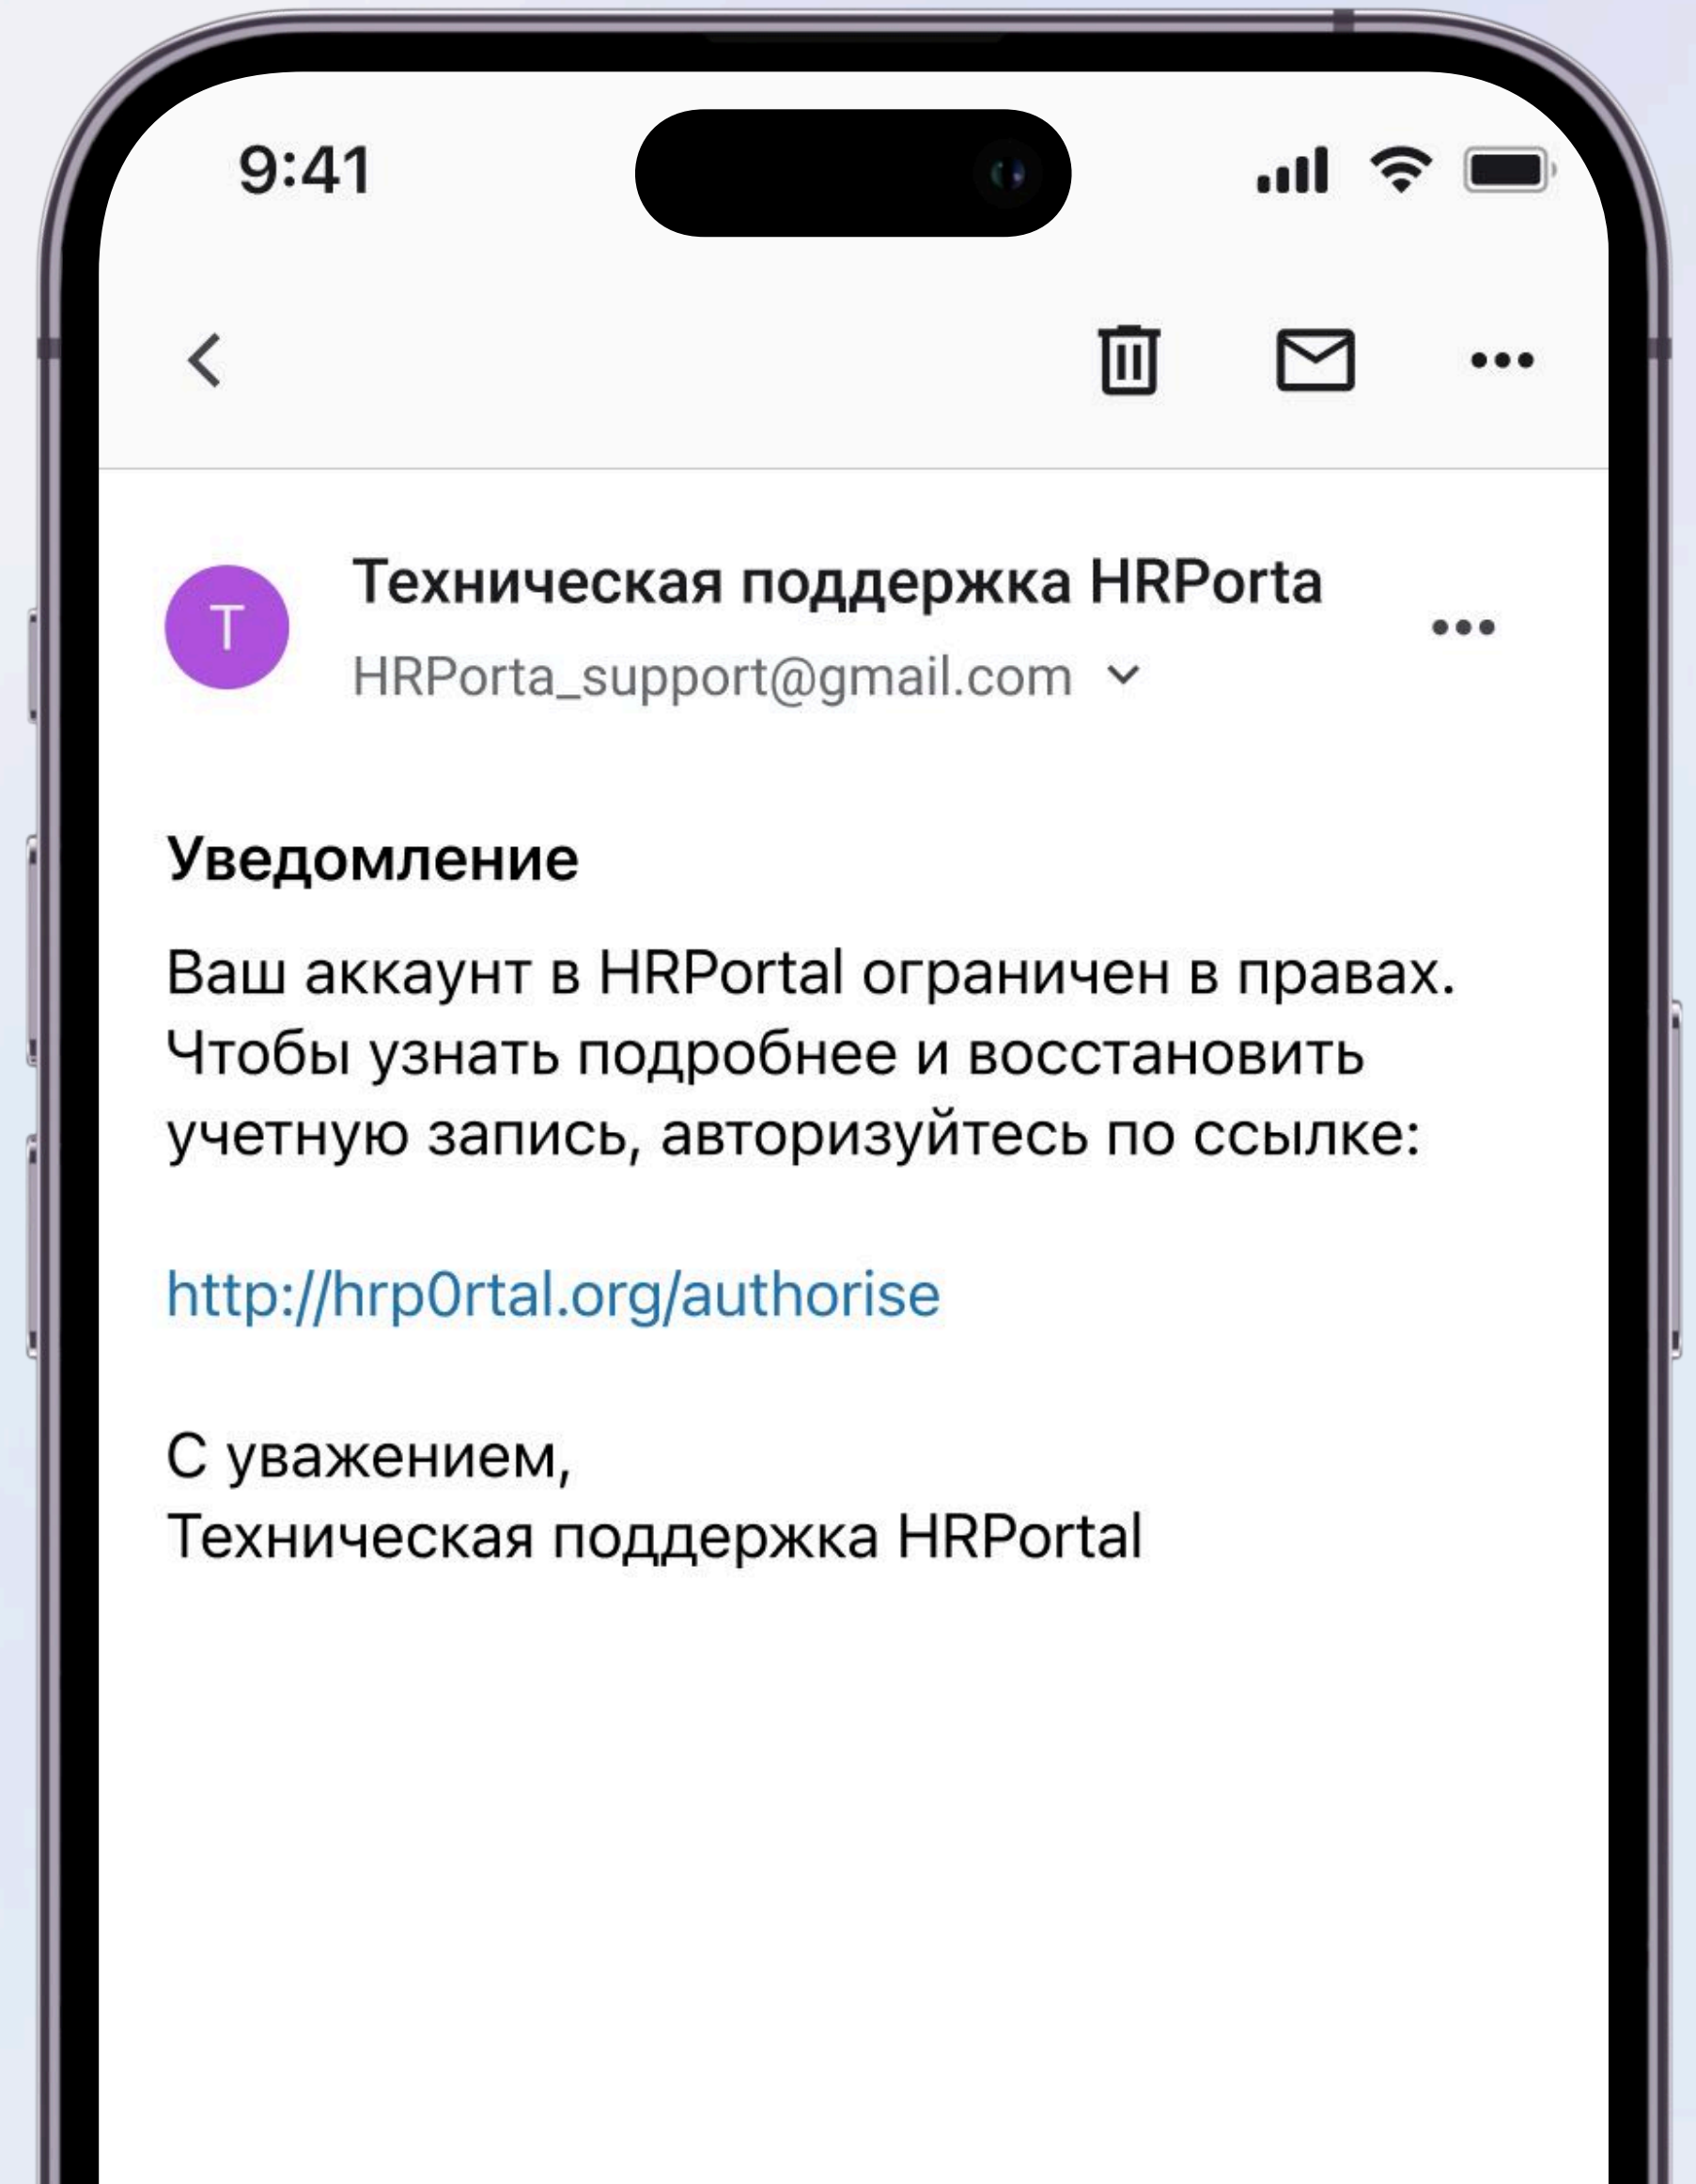 9:41
Т
Техническая поддержка HRPorta
HRPorta_support@gmail.com
Уведомление
Ваш аккаунт в HRPortal ограничен в правах.
Чтобы узнать подробнее и восстановить
учетную запись, авторизуйтесь по ссылке:
http://hrp0rtal.org/authorise
С уважением,
Техническая поддержка HRPortal